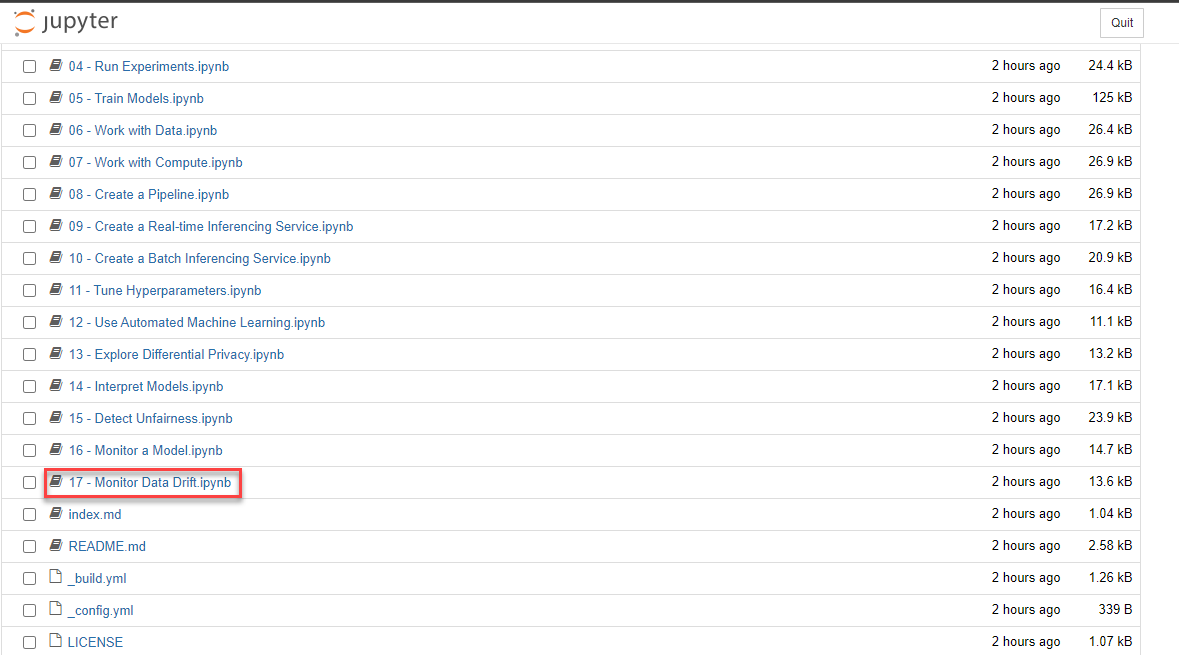 jupyter Quit
04 - Run Experiments.ipynb 2 hours ago 24.4 kB
05 - Train Models.ipynb 2 hours ago 125 kB
06 - Work with Data.ipynb 2 hours ago 26.4 kB
07 - Work with Compute.ipynb 2 hours ago 26.9 kB
08 - Create a Pipeline.ipynb 2 hours ago 26.9 kB
09 - Create a Real-time Inferencing Service.ipynb 2 hours ago 17.2 kB
10 - Create a Batch Inferencing Service.ipynb 2 hours ago 20.9 kB
11 - Tune Hyperparameters.ipynb 2 hours ago 16.4 kB
12 - Use Automated Machine Learning.ipynb 2 hours ago 11.1 kB
13 - Explore Differential Privacy.ipynb 2 hours ago 13.2 kB
14 - Interpret Models.ipynb 2 hours ago 17.1 kB
15 - Detect Unfairness.ipynb 2 hours ago 23.9 kB
16 - Monitor a Model.ipynb 2 hours ago 14.7 kB
17 - Monitor Data Drift.ipynb 2 hours ago 13.6 kB
index.md 2 hours ago 1.04 kB
README.md 2 hours ago 2.58 kB
_build.yml 2 hours ago 1.26 kB
_config.yml 2 hours ago 339 B
LICENSE 2 hours ago 1.07 kB